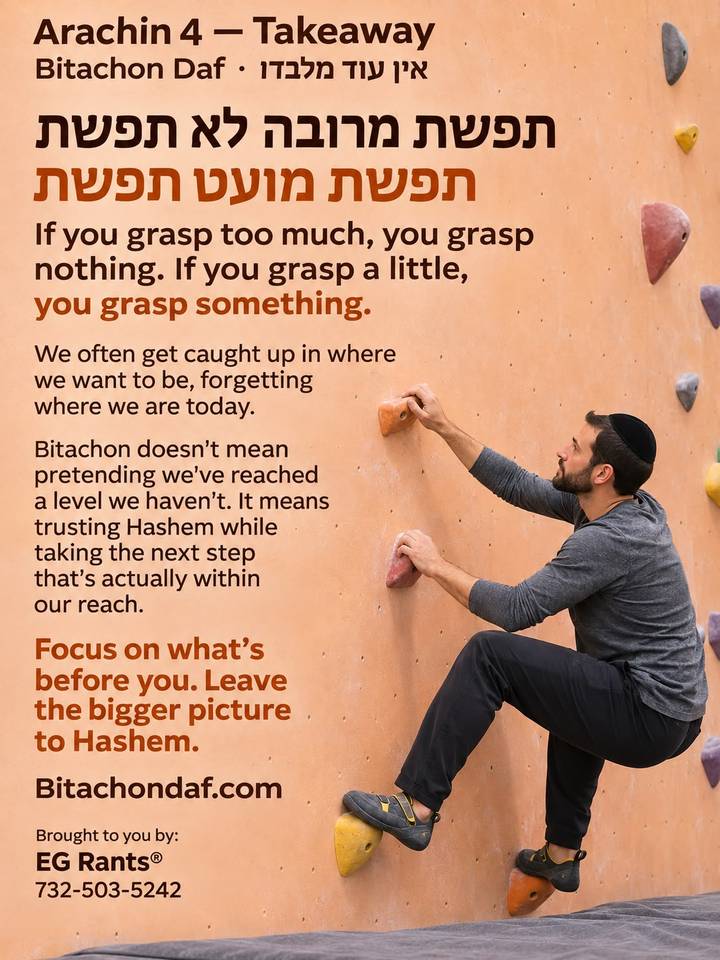 Arachin 4 — Takeaway
Bitachon Daf · אין עוד מלבדו
תפשת מרובה לא תפשת
תפשת מועט תפשת
If you grasp too much, you grasp
nothing. If you grasp a little,
you grasp something.
We often get caught up in where
we want to be, forgetting
where we are today.
Bitachon doesn’t mean
pretending we’ve reached
a level we haven’t. It means
trusting Hashem while
taking the next step
that’s actually within
our reach.
Focus on what’s
before you. Leave
the bigger picture
to Hashem.
Bitachondaf.com
Brought to you by:
EG Rants®
732-503-5242